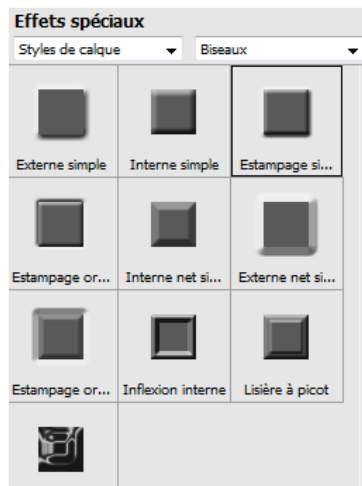 Effets spéciaux
Styles de calque Biseaux
Externe simple Interne simple Estampage si...
Estampage or... Interne net si... Externe net si...
Estampage or... Inflexion interne Lisière à picot